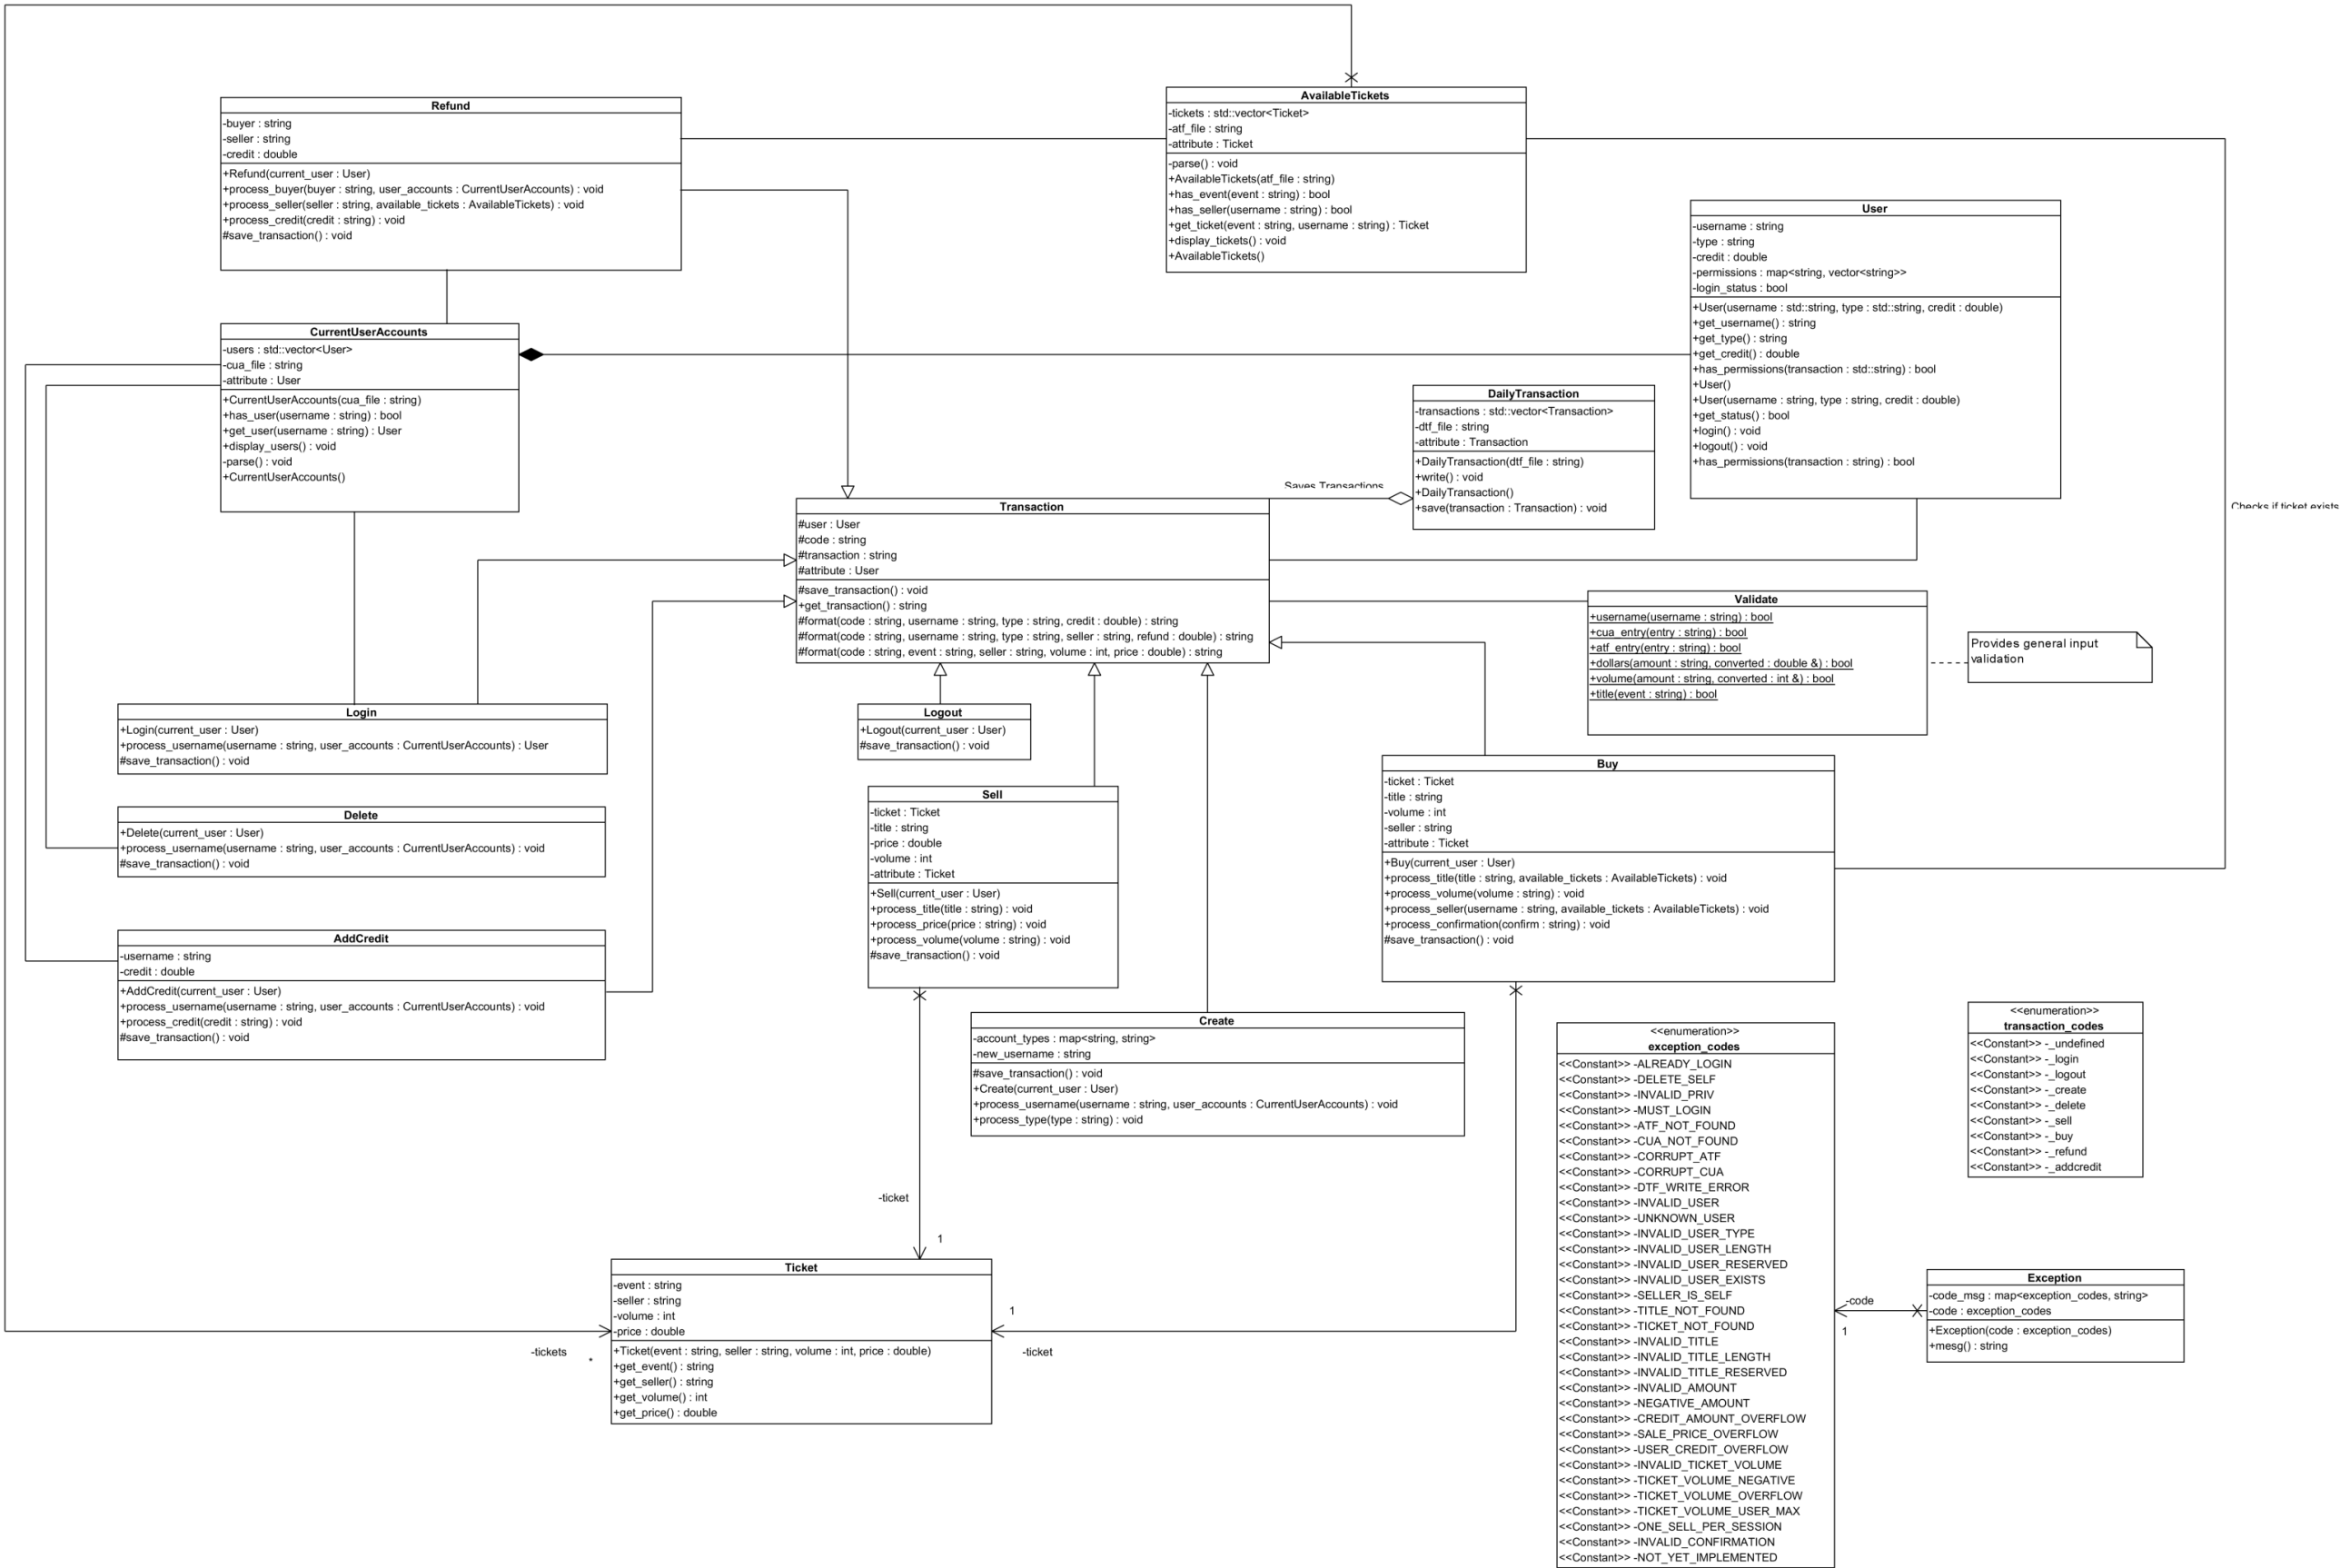 Refund
-buyer : string
-seller : string
-credit : double
+Refund(current_user : User)
+process_buyer(buyer : string, user_accounts : CurrentUserAccounts) : void
+process_seller(seller : string, available_tickets : AvailableTickets) : void
+process_credit(credit : string) : void
#save_transaction() : void
AvailableTickets
-tickets : std::vector<Ticket>
-atf_file : string
-attribute : Ticket
-parse() : void
+AvailableTickets(atf_file : string)
+has_event(event : string) : bool
+has_seller(username : string) : bool
+get_ticket(event : string, username : string) : Ticket
+display_tickets() : void
+AvailableTickets()
User
-username : string
-type : string
-credit : double
-permissions : map<string, vector<string>>
-login_status : bool
+User(username : std::string, type : std::string, credit : double)
+get_username() : string
+get_type() : string
+get_credit() : double
+has_permissions(transaction : std::string) : bool
+User()
+User(username : string, type : string, credit : double)
+get_status() : bool
+login() : void
+logout() : void
+has_permissions(transaction : string) : bool
CurrentUserAccounts
-users : std::vector<User>
-cua_file : string
-attribute : User
+CurrentUserAccounts(cua_file : string)
+has_user(username : string) : bool
+get_user(username : string) : User
+display_users() : void
-parse() : void
+CurrentUserAccounts()
DailyTransaction
-transactions : std::vector<Transaction>
-dtf_file : string
-attribute : Transaction
+DailyTransaction(dtf_file : string)
+write() : void
+DailyTransaction()
+save(transaction : Transaction) : void
Saves Transactions
Checks if ticket exists
Transaction
#user : User
#code : string
#transaction : string
#attribute : User
#save_transaction() : void
+get_transaction() : string
#format(code : string, username : string, type : string, credit : double) : string
#format(code : string, username : string, type : string, seller : string, refund : double) : string
#format(code : string, event : string, seller : string, volume : int, price : double) : string
Validate
+username(username : string) : bool
+cua_entry(entry : string) : bool
+atf_entry(entry : string) : bool
+dollars(amount : string, converted : double &) : bool
+volume(amount : string, converted : int &) : bool
+title(event : string) : bool
Provides general input
validation
Login
+Login(current_user : User)
+process_username(username : string, user_accounts : CurrentUserAccounts) : User
#save_transaction() : void
Logout
+Logout(current_user : User)
#save_transaction() : void
Delete
+Delete(current_user : User)
+process_username(username : string, user_accounts : CurrentUserAccounts) : void
#save_transaction() : void
Sell
-ticket : Ticket
-title : string
-price : double
-volume : int
-attribute : Ticket
+Sell(current_user : User)
+process_title(title : string) : void
+process_price(price : string) : void
+process_volume(volume : string) : void
#save_transaction() : void
Buy
-ticket : Ticket
-title : string
-volume : int
-seller : string
-attribute : Ticket
+Buy(current_user : User)
+process_title(title : string, available_tickets : AvailableTickets) : void
+process_volume(volume : string) : void
+process_seller(username : string, available_tickets : AvailableTickets) : void
+process_confirmation(confirm : string) : void
#save_transaction() : void
AddCredit
-username : string
-credit : double
+AddCredit(current_user : User)
+process_username(username : string, user_accounts : CurrentUserAccounts) : void
+process_credit(credit : string) : void
#save_transaction() : void
Create
-account_types : map<string, string>
-new_username : string
#save_transaction() : void
+Create(current_user : User)
+process_username(username : string, user_accounts : CurrentUserAccounts) : void
+process_type(type : string) : void
<<enumeration>>
transaction_codes
<<Constant>> -_undefined
<<Constant>> -_login
<<Constant>> -_logout
<<Constant>> -_create
<<Constant>> -_delete
<<Constant>> -_sell
<<Constant>> -_buy
<<Constant>> -_refund
<<Constant>> -_addcredit
<<enumeration>>
exception_codes
<<Constant>> -ALREADY_LOGIN
<<Constant>> -DELETE_SELF
<<Constant>> -INVALID_PRIV
<<Constant>> -MUST_LOGIN
<<Constant>> -ATF_NOT_FOUND
<<Constant>> -CUA_NOT_FOUND
<<Constant>> -CORRUPT_ATF
<<Constant>> -CORRUPT_CUA
<<Constant>> -DTF_WRITE_ERROR
<<Constant>> -INVALID_USER
<<Constant>> -UNKNOWN_USER
<<Constant>> -INVALID_USER_TYPE
<<Constant>> -INVALID_USER_LENGTH
<<Constant>> -INVALID_USER_RESERVED
<<Constant>> -INVALID_USER_EXISTS
<<Constant>> -SELLER_IS_SELF
<<Constant>> -TITLE_NOT_FOUND
<<Constant>> -TICKET_NOT_FOUND
<<Constant>> -INVALID_TITLE
<<Constant>> -INVALID_TITLE_LENGTH
<<Constant>> -INVALID_TITLE_RESERVED
<<Constant>> -INVALID_AMOUNT
<<Constant>> -NEGATIVE_AMOUNT
<<Constant>> -CREDIT_AMOUNT_OVERFLOW
<<Constant>> -SALE_PRICE_OVERFLOW
<<Constant>> -USER_CREDIT_OVERFLOW
<<Constant>> -INVALID_TICKET_VOLUME
<<Constant>> -TICKET_VOLUME_NEGATIVE
<<Constant>> -TICKET_VOLUME_OVERFLOW
<<Constant>> -TICKET_VOLUME_USER_MAX
<<Constant>> -ONE_SELL_PER_SESSION
<<Constant>> -INVALID_CONFIRMATION
<<Constant>> -NOT_YET_IMPLEMENTED
-ticket
1
Ticket
-event : string
-seller : string
-volume : int
-price : double
+Ticket(event : string, seller : string, volume : int, price : double)
+get_event() : string
+get_seller() : string
+get_volume() : int
+get_price() : double
-tickets
*
1
-ticket
-code
1
Exception
-code_msg : map<exception_codes, string>
-code : exception_codes
+Exception(code : exception_codes)
+mesg() : string